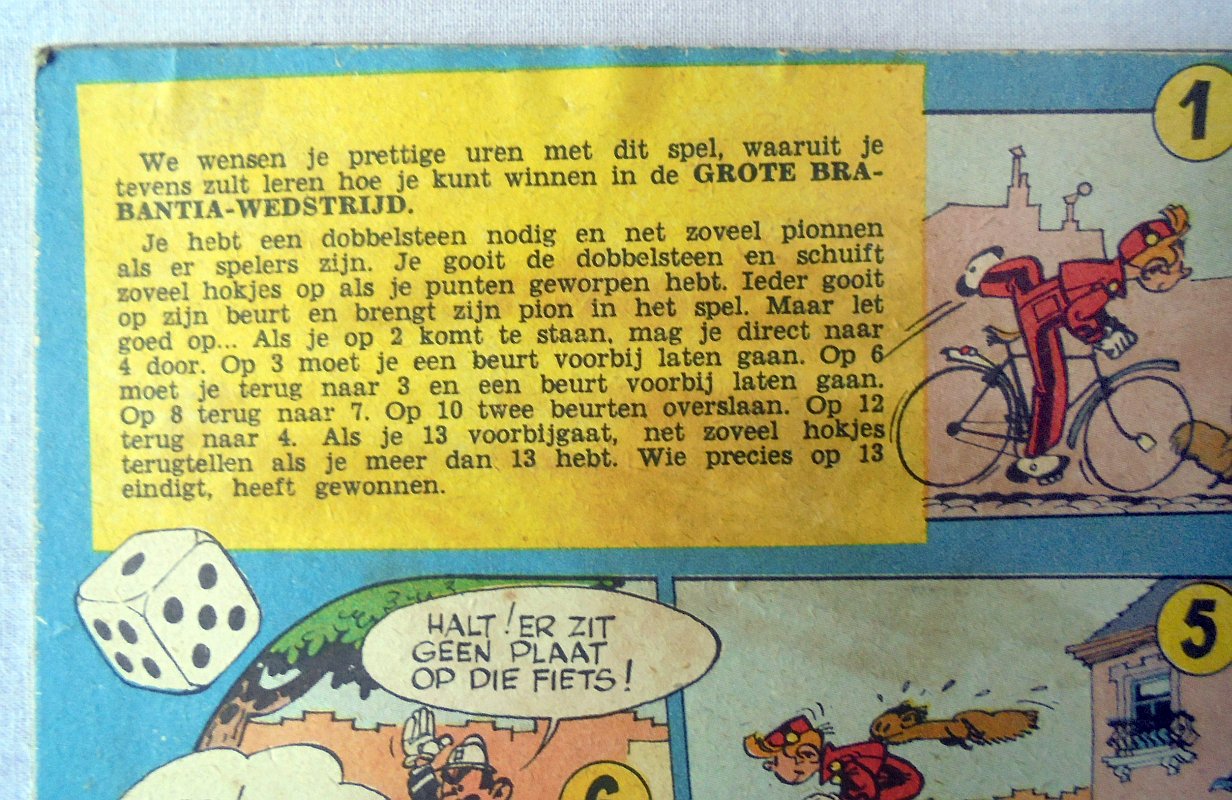 We wensen je prettige uren met dit spel, waaruit je
tevens zult leren hoe je kunt winnen in de GROTE BRA-
BANTIA-WEDSTRIJD.
Je hebt een dobbelsteen nodig en net zoveel pionnen
als er spelers zijn. Je gooit de dobbelsteen en schuift
zoveel hokjes op als je punten geworpen hebt. Ieder gooit
op zijn beurt en brengt zijn pion in het spel. Maar let
goed op... Als je op 2 komt te staan, mag je direct naar
4 door. Op 3 moet je een beurt voorbij laten gaan. Op 6
moet je terug naar 3 en een beurt voorbij laten gaan.
Op 8 terug naar 7. Op 10 twee beurten overslaan. Op 12
terug naar 4. Als je 13 voorbijgaat, net zoveel hokjes
terugtellen als je meer dan 13 hebt. Wie precies op 13
eindigt, heeft gewonnen.
1
HALT! ER ZIT
GEEN PLAAT
OP DIE FIETS!
5
6